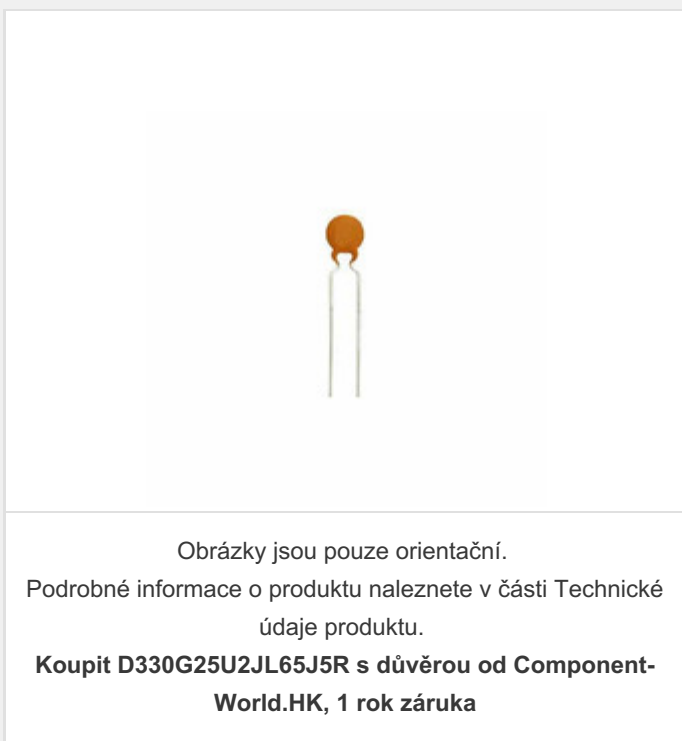 Obrázky jsou pouze orientační.
Podrobné informace o produktu naleznete v části Technické
údaje produktu.
Koupit D330G25U2JL65J5R s důvěrou od Component-
World.HK, 1 rok záruka